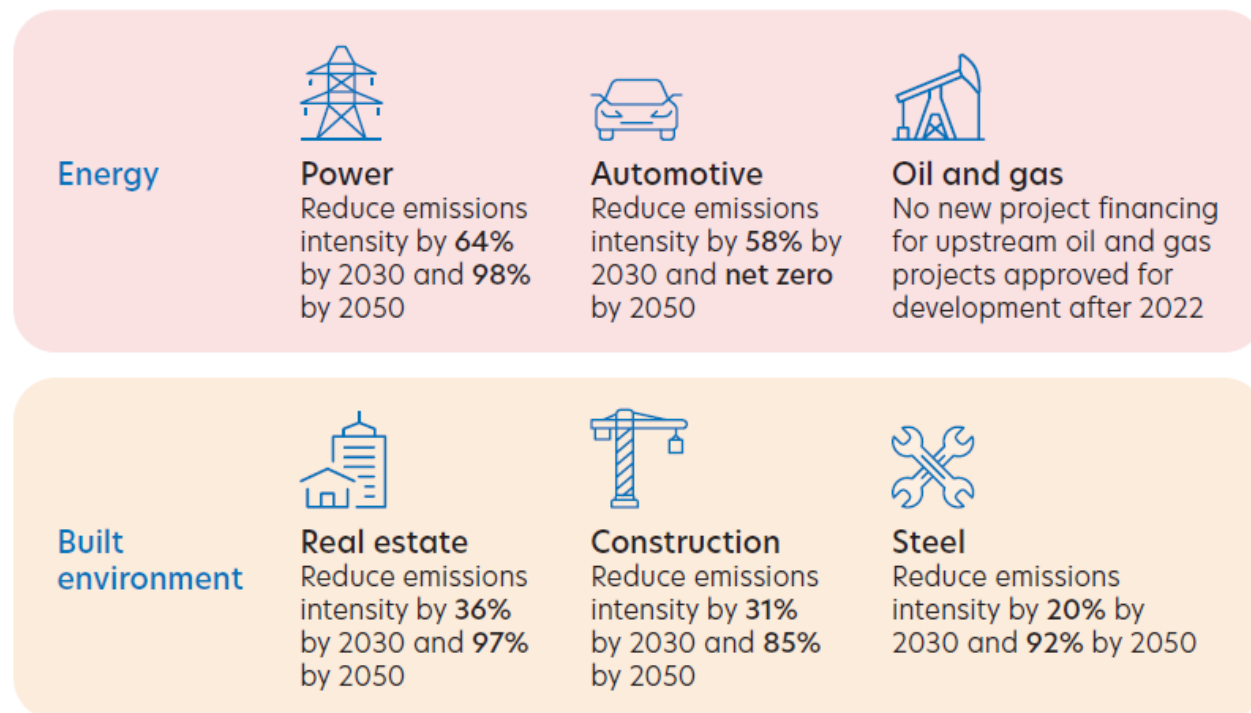 Energy
Power
Reduce emissions
intensity by 64%
by 2030 and 98%
by 2050
Automotive
Reduce emissions
intensity by 58% by
2030 and net zero
by 2050
Oil and gas
No new project financing
for upstream oil and gas
projects approved for
development after 2022
Built
environment
Real estate
Reduce emissions
intensity by 36%
by 2030 and 97%
by 2050
Construction
Reduce emissions
intensity by 31%
by 2030 and 85%
by 2050
Steel
Reduce emissions
intensity by 20% by
2030 and 92% by 2050